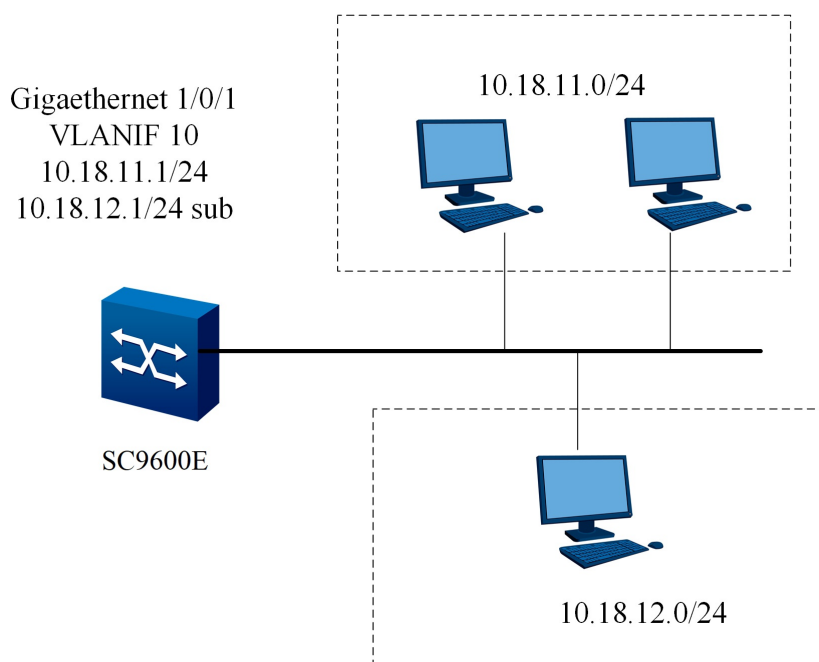 Gigaethernet 1/0/1
VLANIF 10
10.18.11.1/24
10.18.12.1/24 sub
10.18.11.0/24
SC9600E
10.18.12.0/24